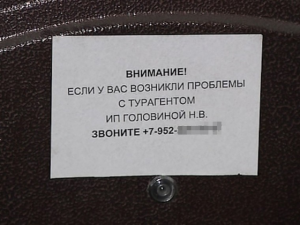 ВНИМАНИЕ!
ЕСЛИ У ВАС ВОЗНИКЛИ ПРОБЛЕМЫ
С ТУРАГЕНТОМ
ИП ГОЛОВИНОЙ Н.В.
ЗВОНИТЕ +7-952-